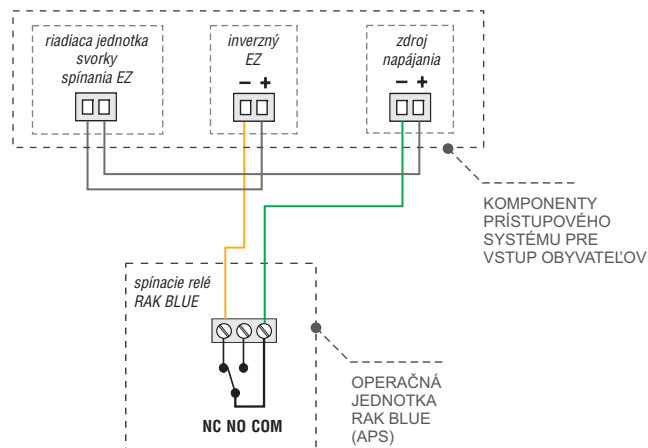 riadiaca jednotka
svorky
spínania EZ
inverzný
EZ
– +
zdroj
napájania
– +
KOMPONENTY
PRÍSTUPOVÉHO
SYSTÉMU PRE
VSTUP OBYVATEĽOV
spínacie relé
RAK BLUE
NC NO COM
OPERAČNÁ
JEDNOTKA
RAK BLUE
(APS)